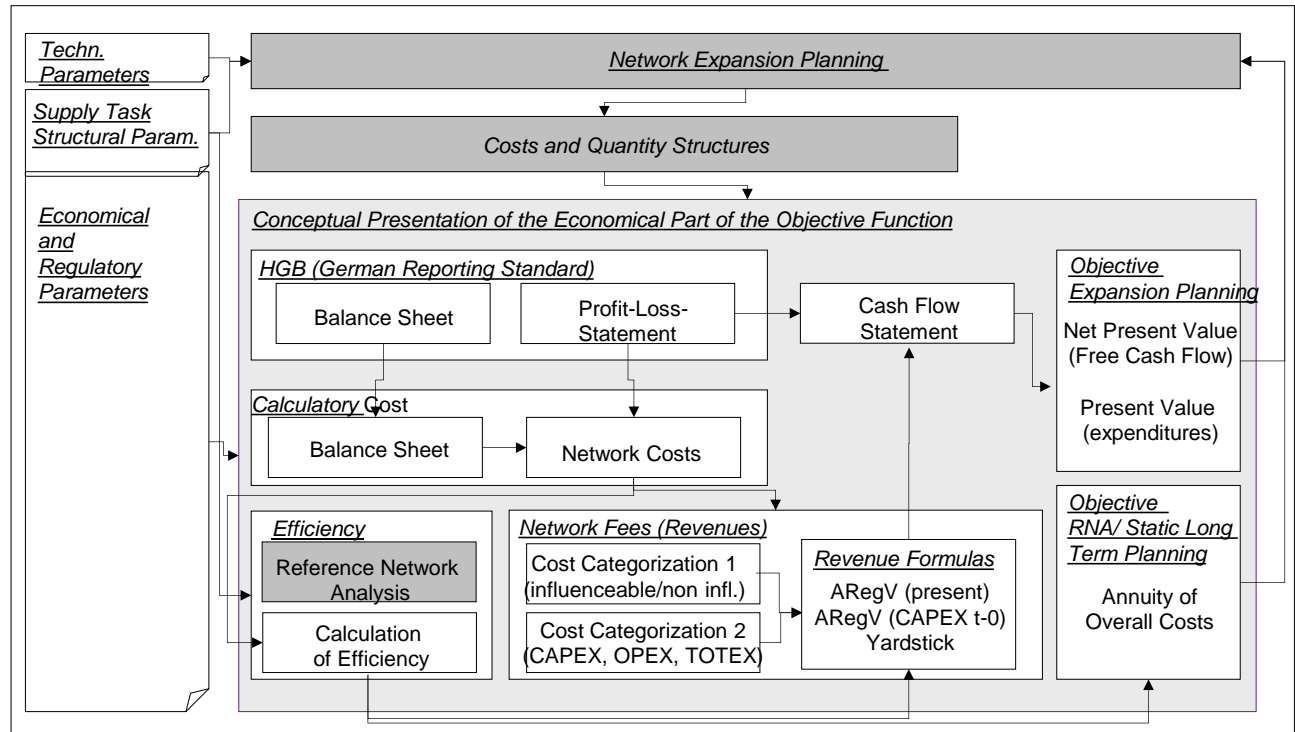 Techn.
Parameters
Network Expansion Planning
Supply Task
Structural Param.
Costs and Quantity Structures
Economical
and
Regulatory
Parameters
Conceptual Presentation of the Economical Part of the Objective Function
HGB (German Reporting Standard)
Balance Sheet
Profit-Loss-
Statement
Cash Flow
Statement
Objective
Expansion Planning
Net Present Value
(Free Cash Flow)
Present Value
(expenditures)
Calculatory Cost
Balance Sheet
Network Costs
Efficiency
Reference Network
Analysis
Calculation
of Efficiency
Network Fees (Revenues)
Cost Categorization 1
(influenceable/non infl.)
Cost Categorization 2
(CAPEX, OPEX, TOTEX)
Revenue Formulas
ARegV (present)
ARegV (CAPEX t-0)
Yardstick
Objective
RNA/ Static Long
Term Planning
Annuity of
Overall Costs